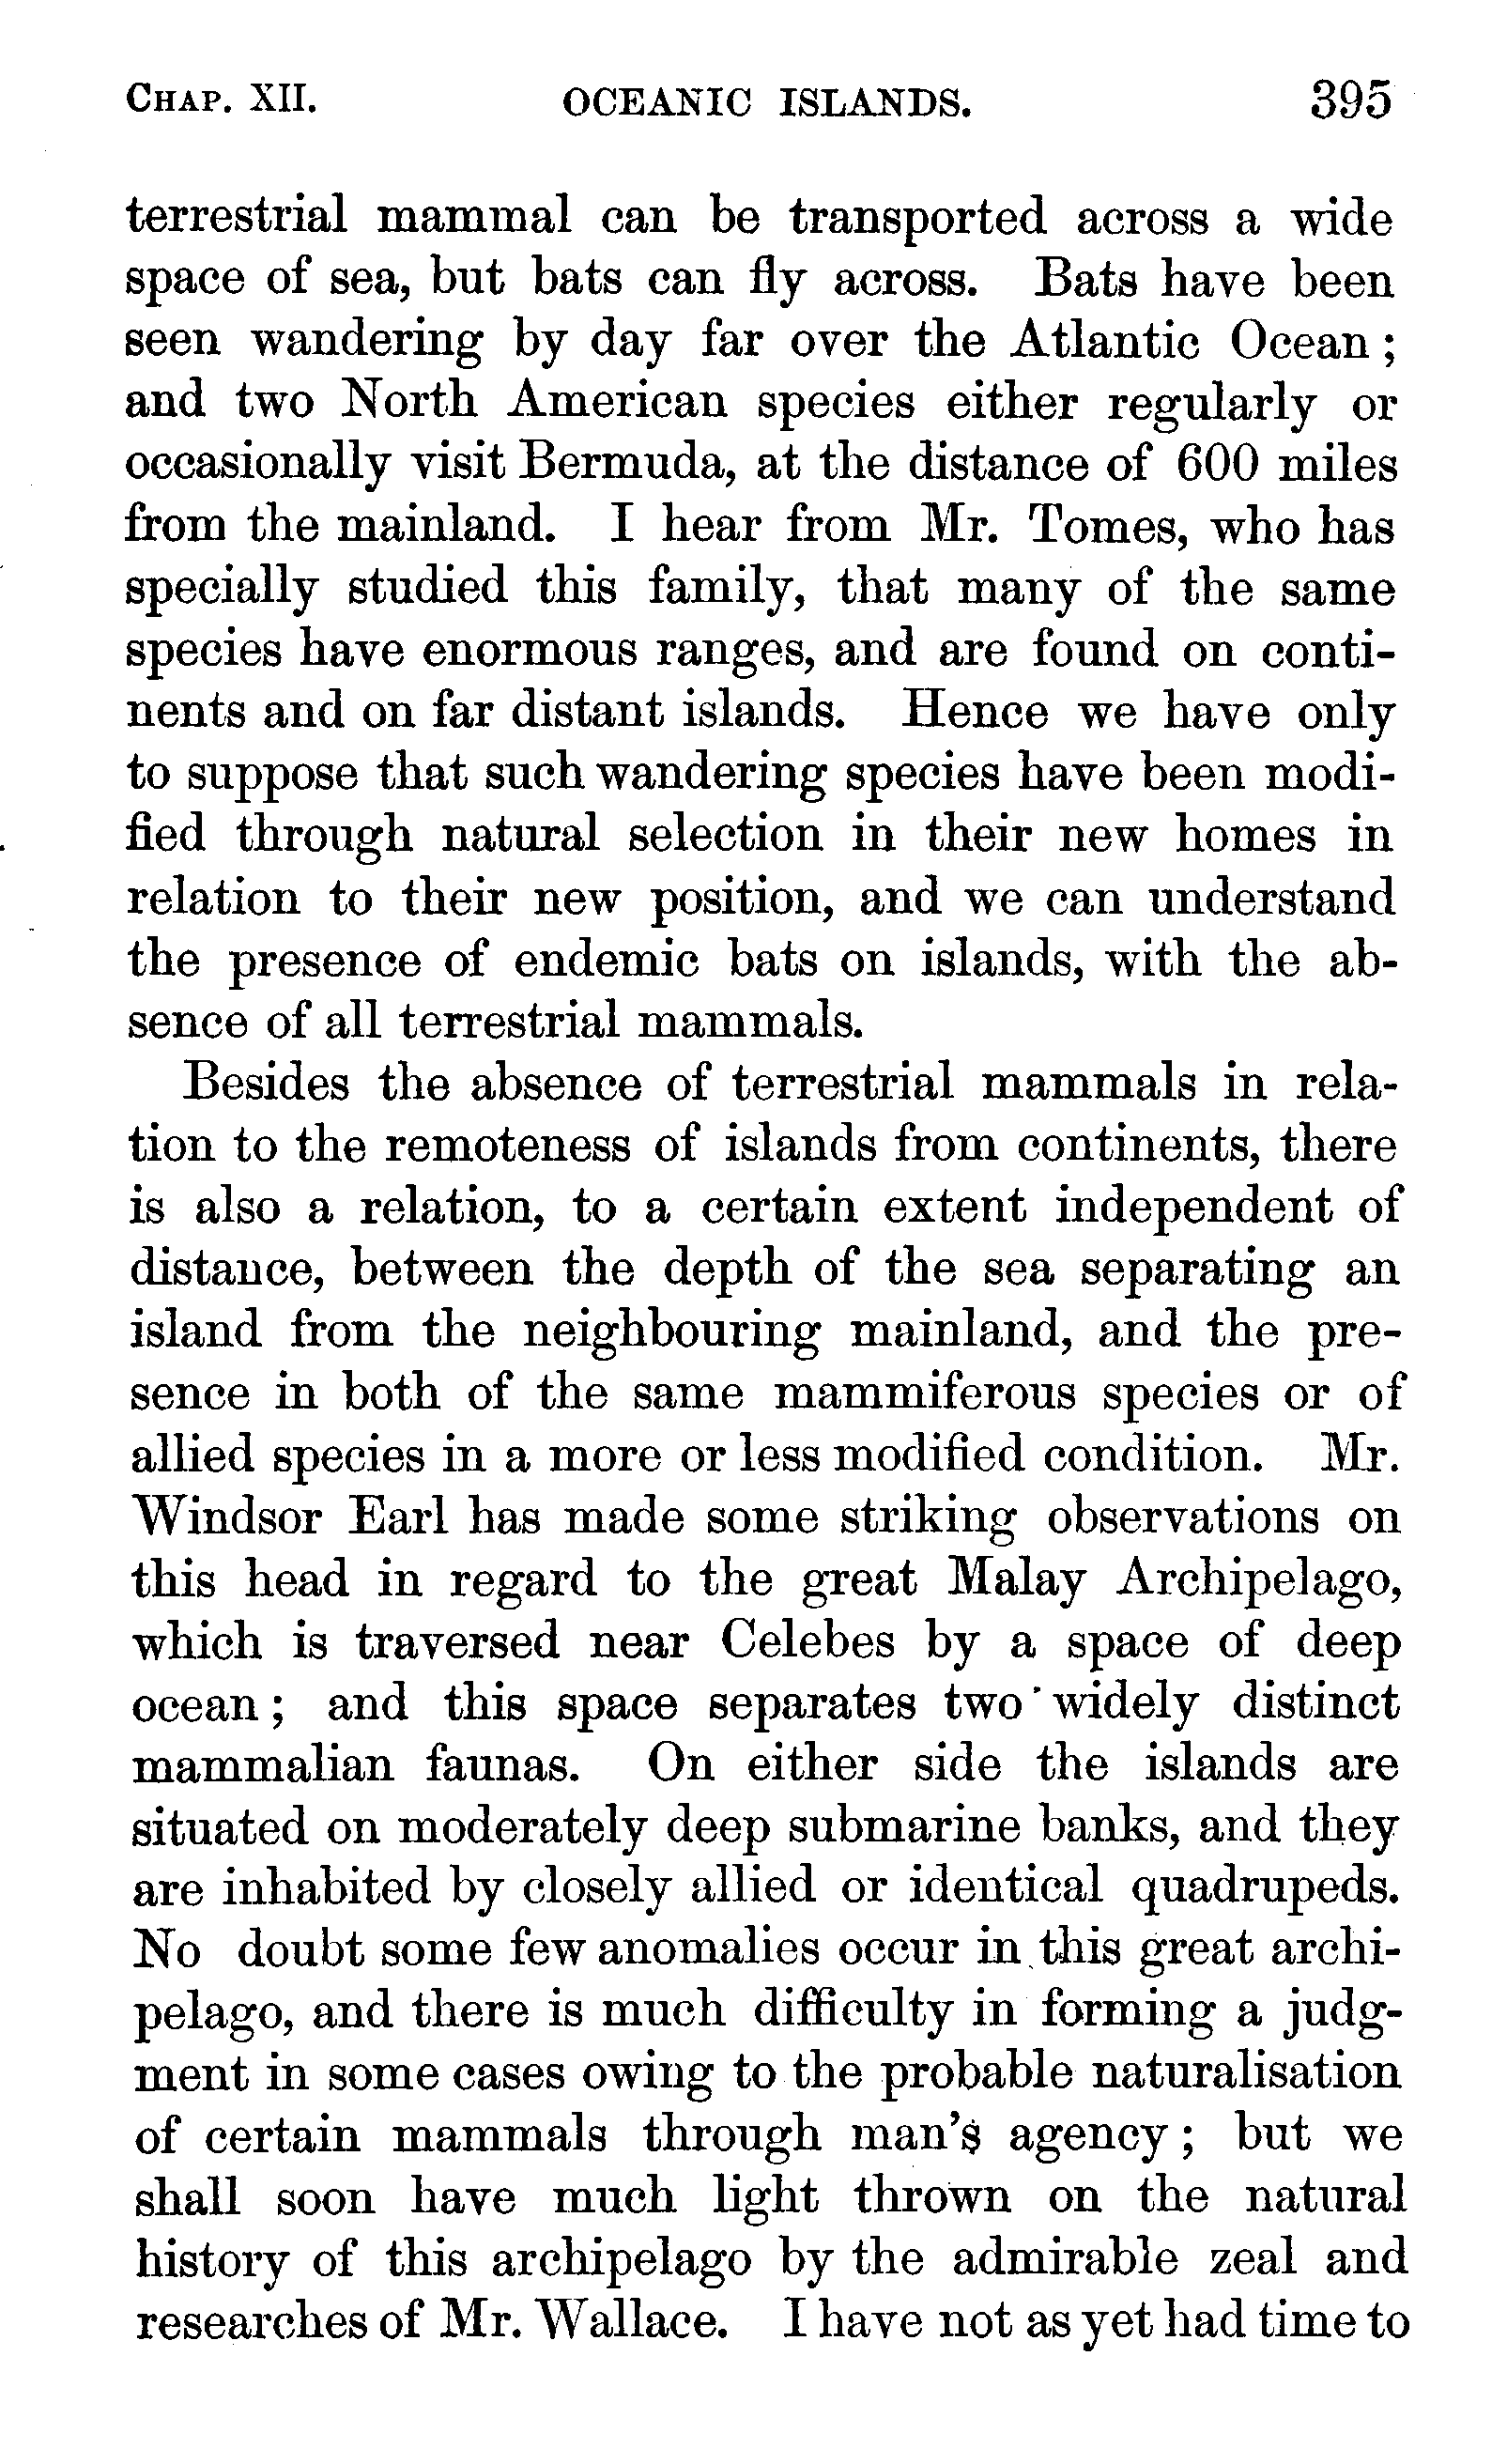 CHAP. XII. OCEANIC ISLANDS. 395
terrestrial mammal can be transported across a wide
space of sea, but bats can fly across. Bats have been
seen wandering by day far over the Atlantic Ocean;
and two North American species either regularly or
occasionally visit Bermuda, at the distance of 600 miles
from the mainland. I hear from Mr. Tomes, who has
specially studied this family, that many of the same
species have enormous ranges, and are found on conti-
nents and on far distant islands. Hence we have only
to suppose that such wandering species have been modi-
fied through natural selection in their new homes in
relation to their new position, and we can understand
the presence of endemic bats on islands, with the ab-
sence of all terrestrial mammals.
Besides the absence of terrestrial mammals in rela-
tion to the remoteness of islands from continents, there
is also a relation, to a certain extent independent of
distance, between the depth of the sea separating an
island from the neighbouring mainland, and the pre-
sence in both of the same mammiferous species or of
allied species in a more or less modified condition. Mr.
Windsor Earl has made some striking observations on
this head in regard to the great Malay Archipelago,
which is traversed near Celebes by a space of deep
ocean; and this space separates two widely distinct
mammalian faunas. On either side the islands are
situated on moderately deep submarine banks, and they
are inhabited by closely allied or identical quadrupeds.
No doubt some few anomalies occur in this great archi-
pelago, and there is much difficulty in forming a judg-
ment in some cases owing to the probable naturalisation
of certain mammals through man's agency; but we
shall soon have much light thrown on the natural
history of this archipelago by the admirable zeal and
researches of Mr. Wallace. I have not as yet had time to